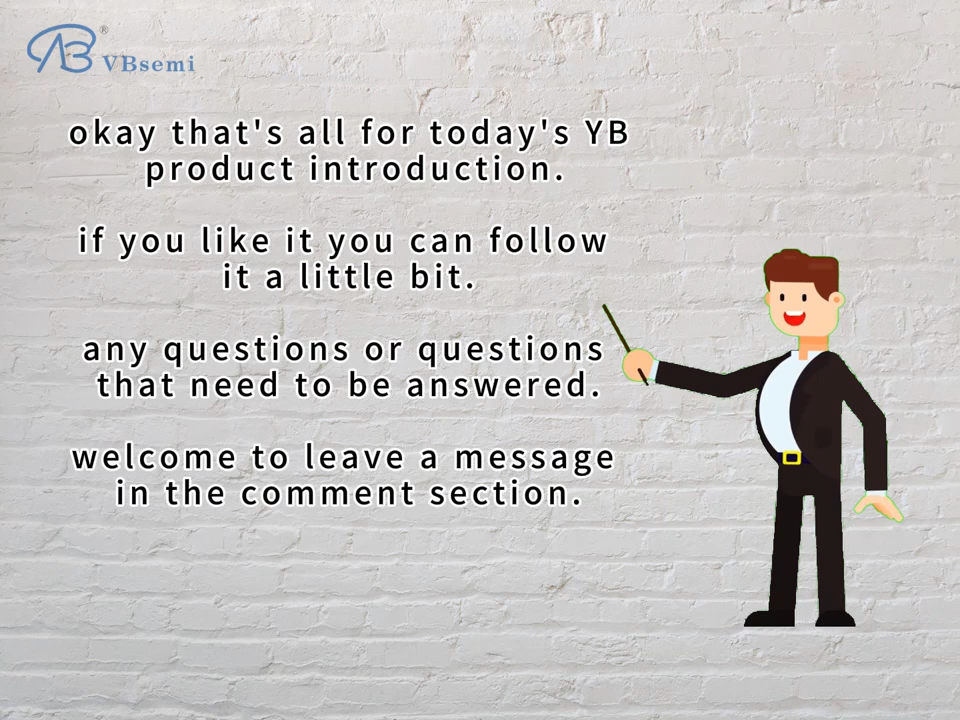 VBsemi
okay that's all for today's YB
product introduction.
if you like it you can follow
it a little bit.
any questions or questions
that need to be answered.
welcome to leave a message
in the comment section.